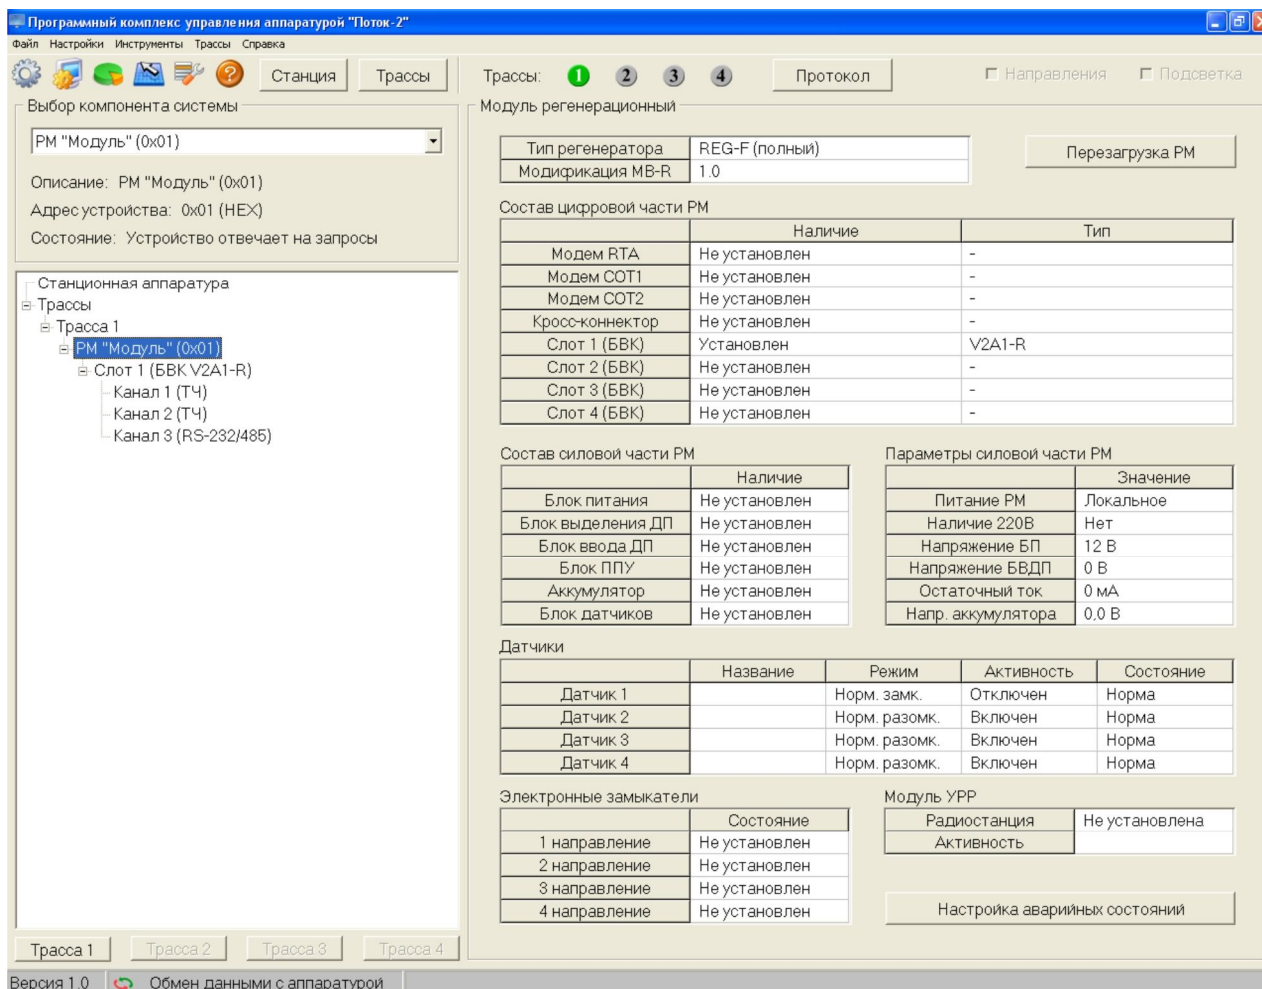 Программный комплекс управления аппаратурой "Поток-2"
Файл Настройки Инструменты Трассы Справка
Станция Трассы Трассы: 1 2 3 4 Протокол Направления Подсветка
Выбор компонента системы
РМ "Модуль" (0x01)
Описание: РМ "Модуль" (0x01)
Адрес устройства: 0x01 (HEX)
Состояние: Устройство отвечает на запросы
Станционная аппаратура
Трассы
Трасса 1
РМ "Модуль" (0x01)
Слот 1 (БВК V2A1-R)
Канал 1 (ТЧ)
Канал 2 (ТЧ)
Канал 3 (RS-232/485)
Трасса 1 Трасса 2 Трасса 3 Трасса 4
Модуль регенерационный
Тип регенератора REG-F (полный)
Модификация MB-R 1.0
Перезагрузка РМ
Состав цифровой части РМ
Наличие Тип
Модем RTA Не установлен -
Модем COT1 Не установлен -
Модем COT2 Не установлен -
Кросс-коннектор Не установлен -
Слот 1 (БВК) Установлен V2A1-R
Слот 2 (БВК) Не установлен -
Слот 3 (БВК) Не установлен -
Слот 4 (БВК) Не установлен -
Состав силовой части РМ
Наличие
Блок питания Не установлен
Блок выделения ДП Не установлен
Блок ввода ДП Не установлен
Блок ППУ Не установлен
Аккумулятор Не установлен
Блок датчиков Не установлен
Параметры силовой части РМ
Значение
Питание РМ Локальное
Наличие 220В Нет
Напряжение БП 12 В
Напряжение БВДП 0 В
Остаточный ток 0 мА
Напр. аккумулятора 0,0 В
Датчики
Название Режим Активность Состояние
Датчик 1 Норм. замк. Отключен Норма
Датчик 2 Норм. разомк. Включен Норма
Датчик 3 Норм. разомк. Включен Норма
Датчик 4 Норм. разомк. Включен Норма
Электронные замыкатели
Состояние
1 направление Не установлен
2 направление Не установлен
3 направление Не установлен
4 направление Не установлен
Модуль УРР
Радиостанция Не установлена
Активность
Настройка аварийных состояний
Версия 1.0 Обмен данными с аппаратурой